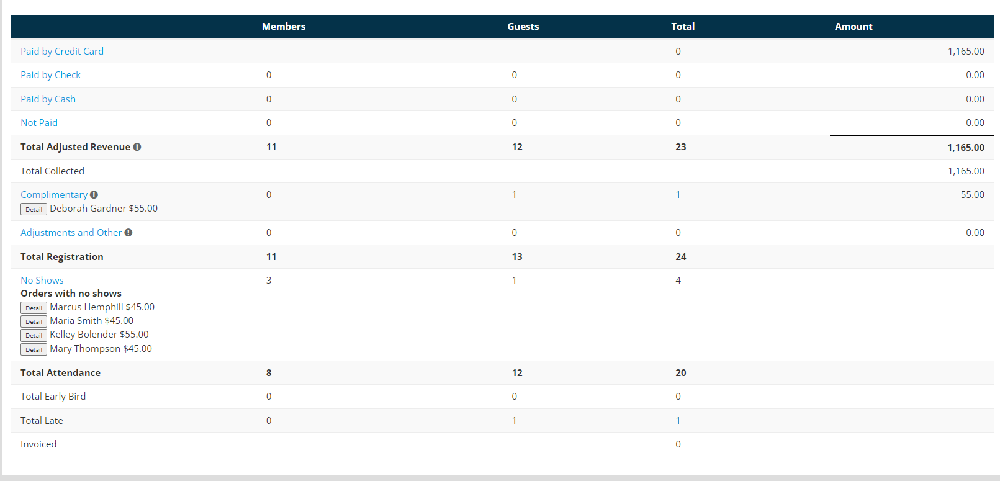 Members Guests Total Amount
Paid by Credit Card 0 1,165.00
Paid by Check 0 0 0 0.00
Paid by Cash 0 0 0 0.00
Not Paid 0 0 0 0.00
Total Adjusted Revenue 11 12 23 1,165.00
Total Collected 1,165.00
Complimentary 0 1 1 55.00
Detail Deborah Gardner $55.00
Adjustments and Other 0 0 0 0.00
Total Registration 11 13 24
No Shows 3 1 4
Orders with no shows
Detail Marcus Hemphill $45.00
Detail Maria Smith $45.00
Detail Kelley Bolender $55.00
Detail Mary Thompson $45.00
Total Attendance 8 12 20
Total Early Bird 0 0 0
Total Late 0 1 1
Invoiced 0